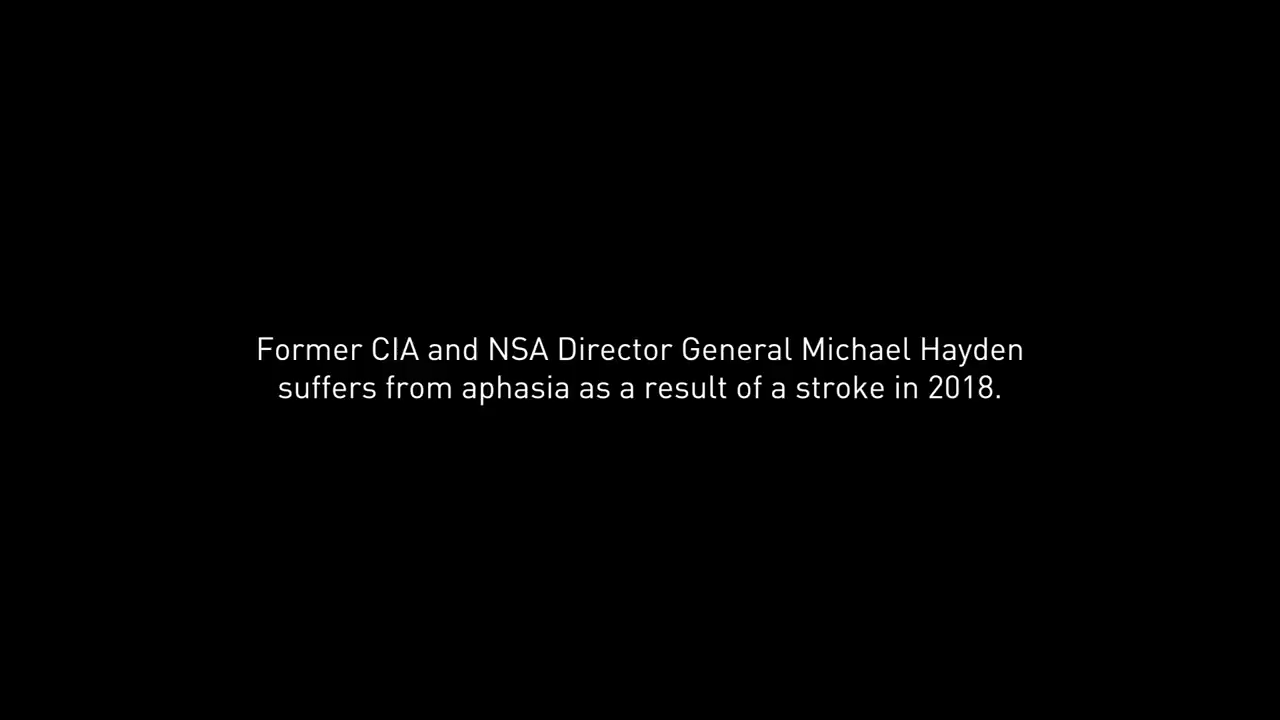 Former CIA and NSA Director General Michael Hayden
suffers from aphasia as a result of a stroke in 2018.